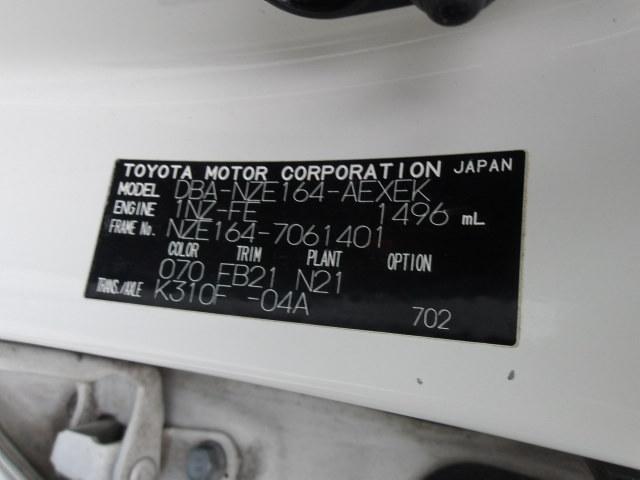 TOYOTA MOTOR CORPORATION JAPAN
MODEL DBA-NZE164-AEXEK
ENGINE 1NZ-FE 1496 mL
FRAME No. NZE164-7061401
COLOR TRIM PLANT OPTION
070 FB21 N21
TRANS./AXLE K310F -04A
702